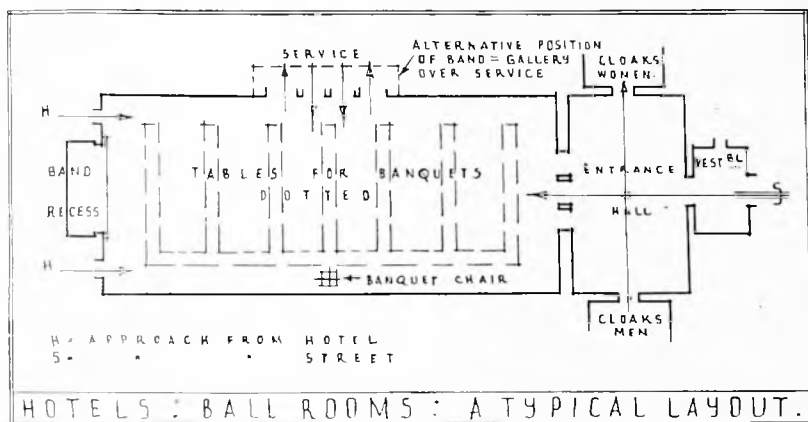 SERVICE
ALTERNATIVE POSITION
OF BAND = GALLERY
OVER SERVICE
CLOAKS
WOMEN.
H
BAND
RECESS
TABLES FOR BANQUETS
DOTTED
ENTRANCE
HALL
VEST BL
S
H
BANQUET CHAIR
CLOAKS
MEN
H = APPROACH FROM HOTEL
S " " " STREET
HOTELS : BALL ROOMS : A TYPICAL LAYOUT.